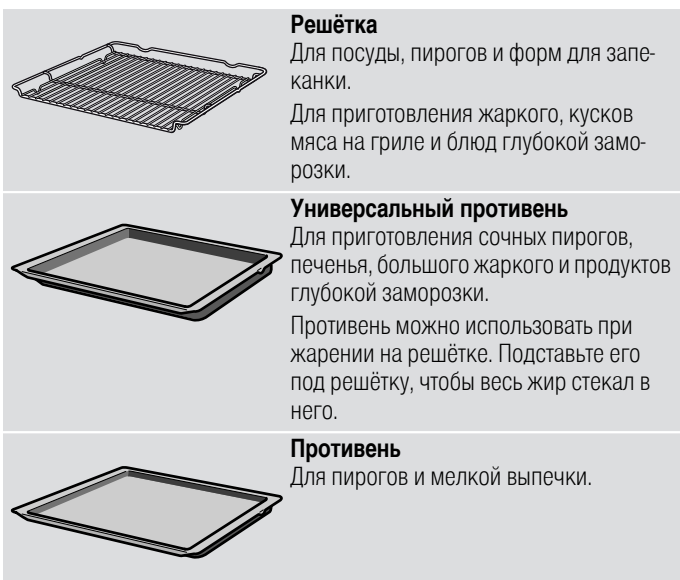 Решётка
Для посуды, пирогов и форм для запе-
канки.
Для приготовления жаркого, кусков
мяса на гриле и блюд глубокой замо-
розки.
Универсальный противень
Для приготовления сочных пирогов,
печенья, большого жаркого и продуктов
глубокой заморозки.
Противень можно использовать при
жарении на решётке. Подставьте его
под решётку, чтобы весь жир стекал в
него.
Противень
Для пирогов и мелкой выпечки.